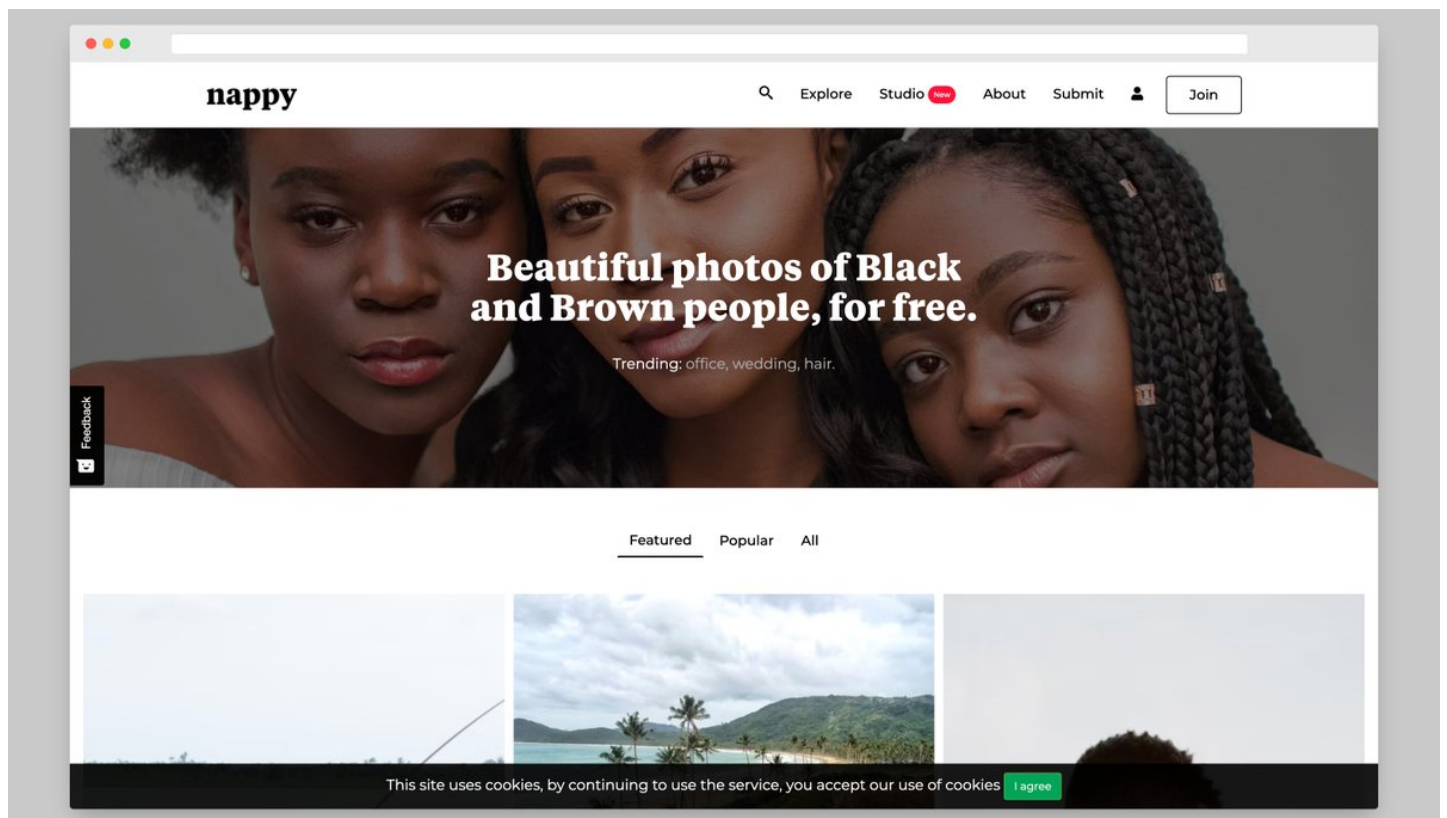 nappy
Explore Studio New About Submit Join
Beautiful photos of Black
and Brown people, for free.
Trending: office, wedding, hair.
Feedback
Featured Popular All
This site uses cookies, by continuing to use the service, you accept our use of cookies I agree